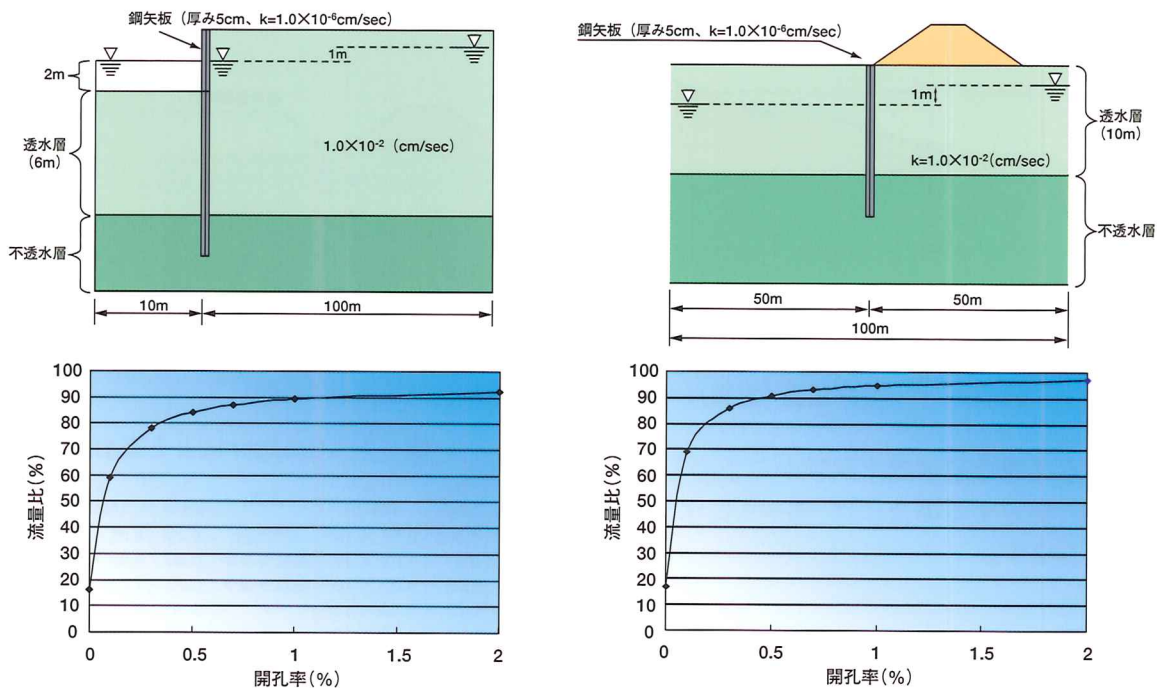 鋼矢板（厚み5cm、k=1.0×10⁻⁶cm/sec）
1m
2m
透水層
(6m)
1.0×10⁻²（cm/sec）
不透水層
10m
100m
鋼矢板（厚み5cm、k=1.0×10⁻⁶cm/sec）
1m
透水層
(10m)
k=1.0×10⁻²(cm/sec)
不透水層
50m
50m
100m
100
90
80
70
60
50
40
30
20
10
0
流量比(%)
0
0.5
1
1.5
2
開孔率(%)
100
90
80
70
60
50
40
30
20
10
0
流量比(%)
0
0.5
1
1.5
2
開孔率(%)